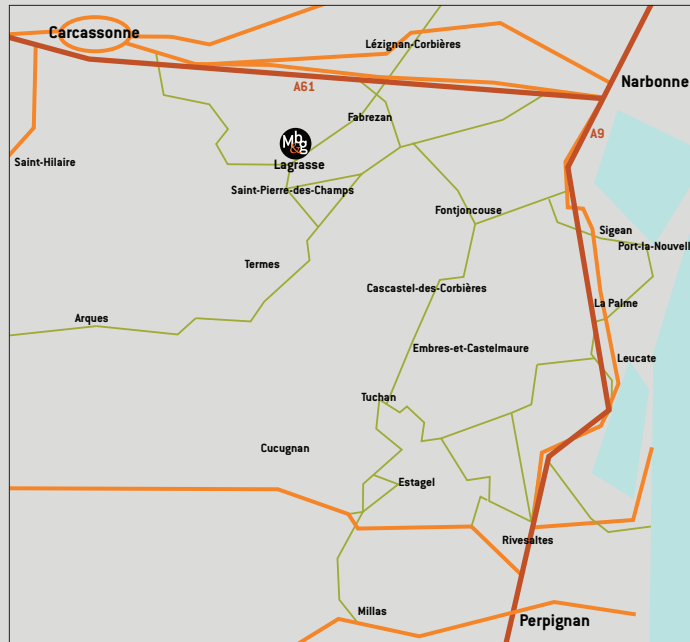 Carcassonne
Lézignan-Corbières
Narbonne
A61
Fabrezan
A9
Mh&g
Saint-Hilaire
Lagrasse
Saint-Pierre-des-Champs
Fontjoncouse
Sigean
Port-la-Nouvell
Termes
Cascastel-des-Corbières
La Palme
Arques
Embres-et-Castelmaure
Leucate
Tuchan
Cucugnan
Estagel
Rivesaltes
Millas
Perpignan